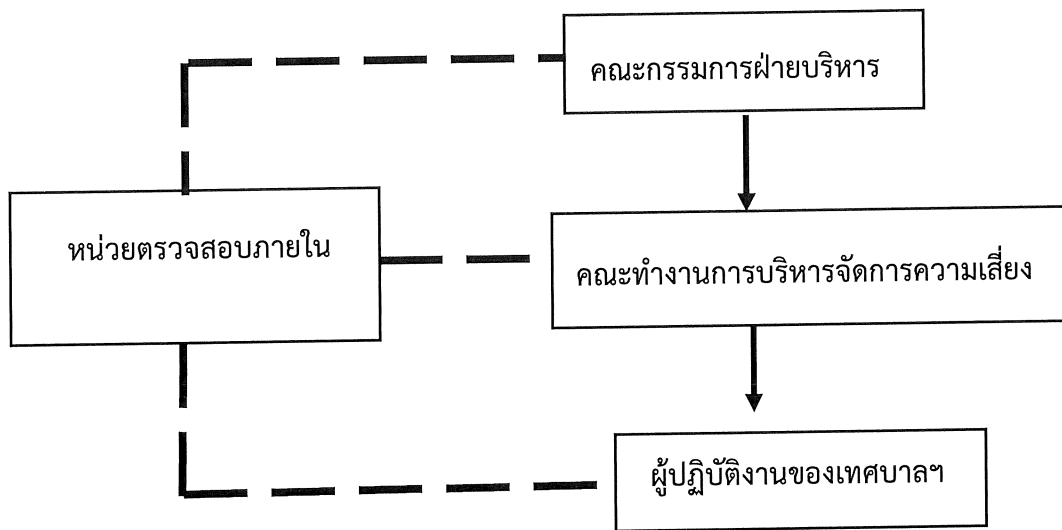 คณะกรรมการฝ่ายบริหาร
หน่วยตรวจสอบภายใน
คณะทำงานการบริหารจัดการความเสี่ยง
ผู้ปฏิบัติงานของเทศบาลฯ